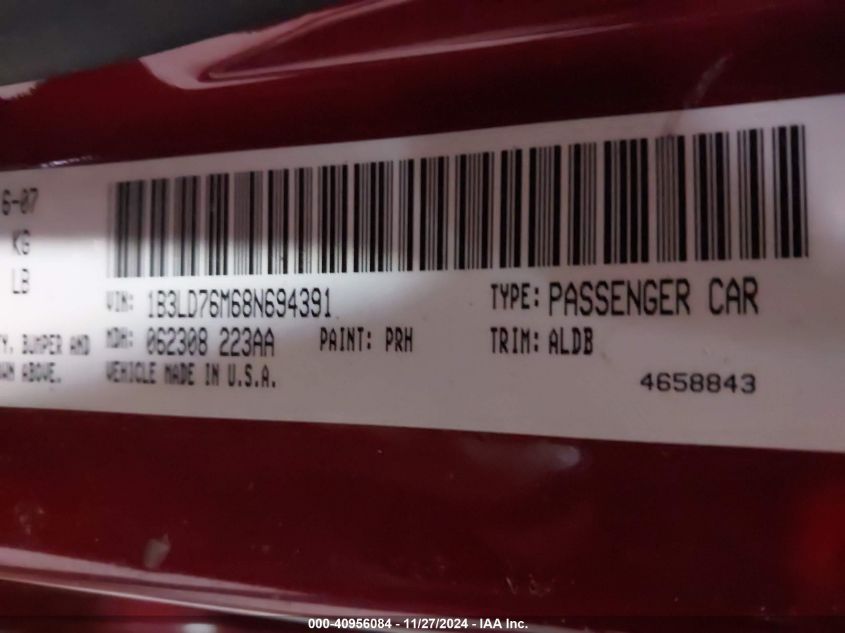 6-07
KG
LB
VIN: 1B3LD76M68N694391 TYPE: PASSENGER CAR
TY, BUMPER AND MDH: 062308 223AA PAINT: PRH TRIM: ALDB
WN ABOVE. VEHICLE MADE IN U.S.A. 4658843
000-40956084 - 11/27/2024 - IAA Inc.